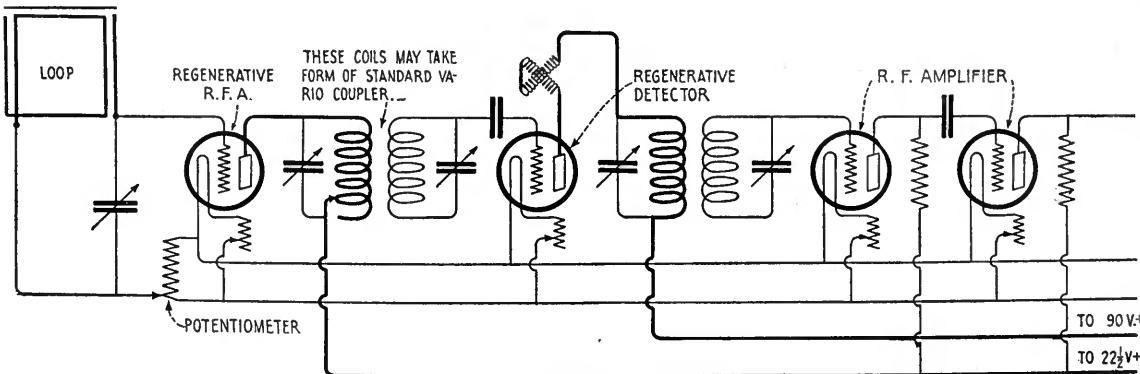 LOOP
REGENERATIVE
R.F.A.
THESE COILS MAY TAKE
FORM OF STANDARD VA-
RIO COUPLER.
REGENERATIVE
DETECTOR
R. F. AMPLIFIER
POTENTIOMETER
TO 90 V.+
TO 22½V+